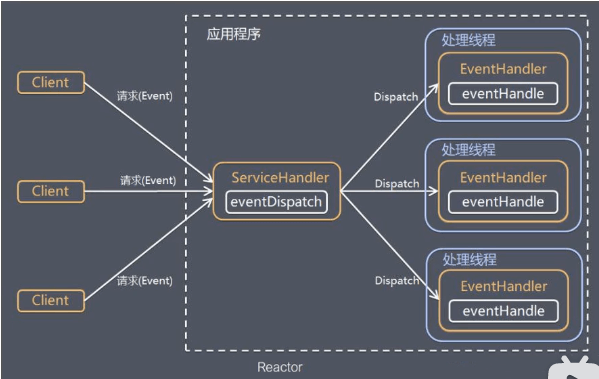 应用程序
处理线程
EventHandler
eventHandle
Client
请求(Event)
Dispatch
处理线程
EventHandler
eventHandle
Client
请求(Event)
ServiceHandler
eventDispatch
Dispatch
处理线程
EventHandler
eventHandle
Client
请求(Event)
Dispatch
Reactor